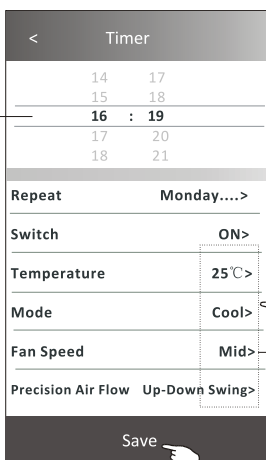 < Timer
14 17
15 18
16 : 19
17 20
18 21
Repeat Monday....>
Switch ON>
Temperature 25℃>
Mode Cool>
Fan Speed Mid>
Precision Air Flow Up-Down Swing>
Save